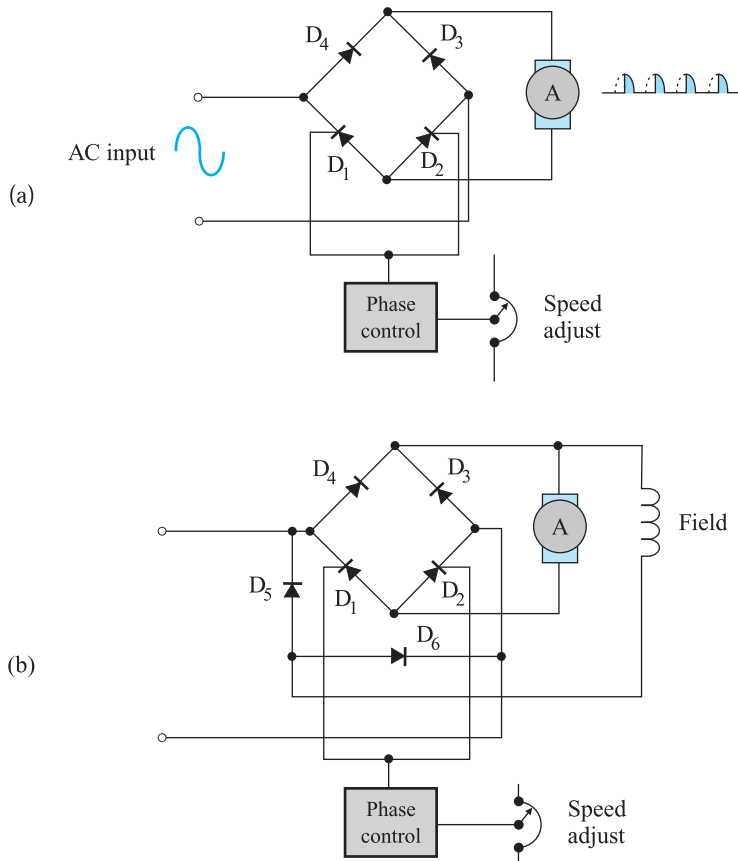 D4
D3
A
AC input
D1
D2
(a)
Phase
control
Speed
adjust
D4
D3
A
Field
D5
D1
D2
D6
(b)
Phase
control
Speed
adjust